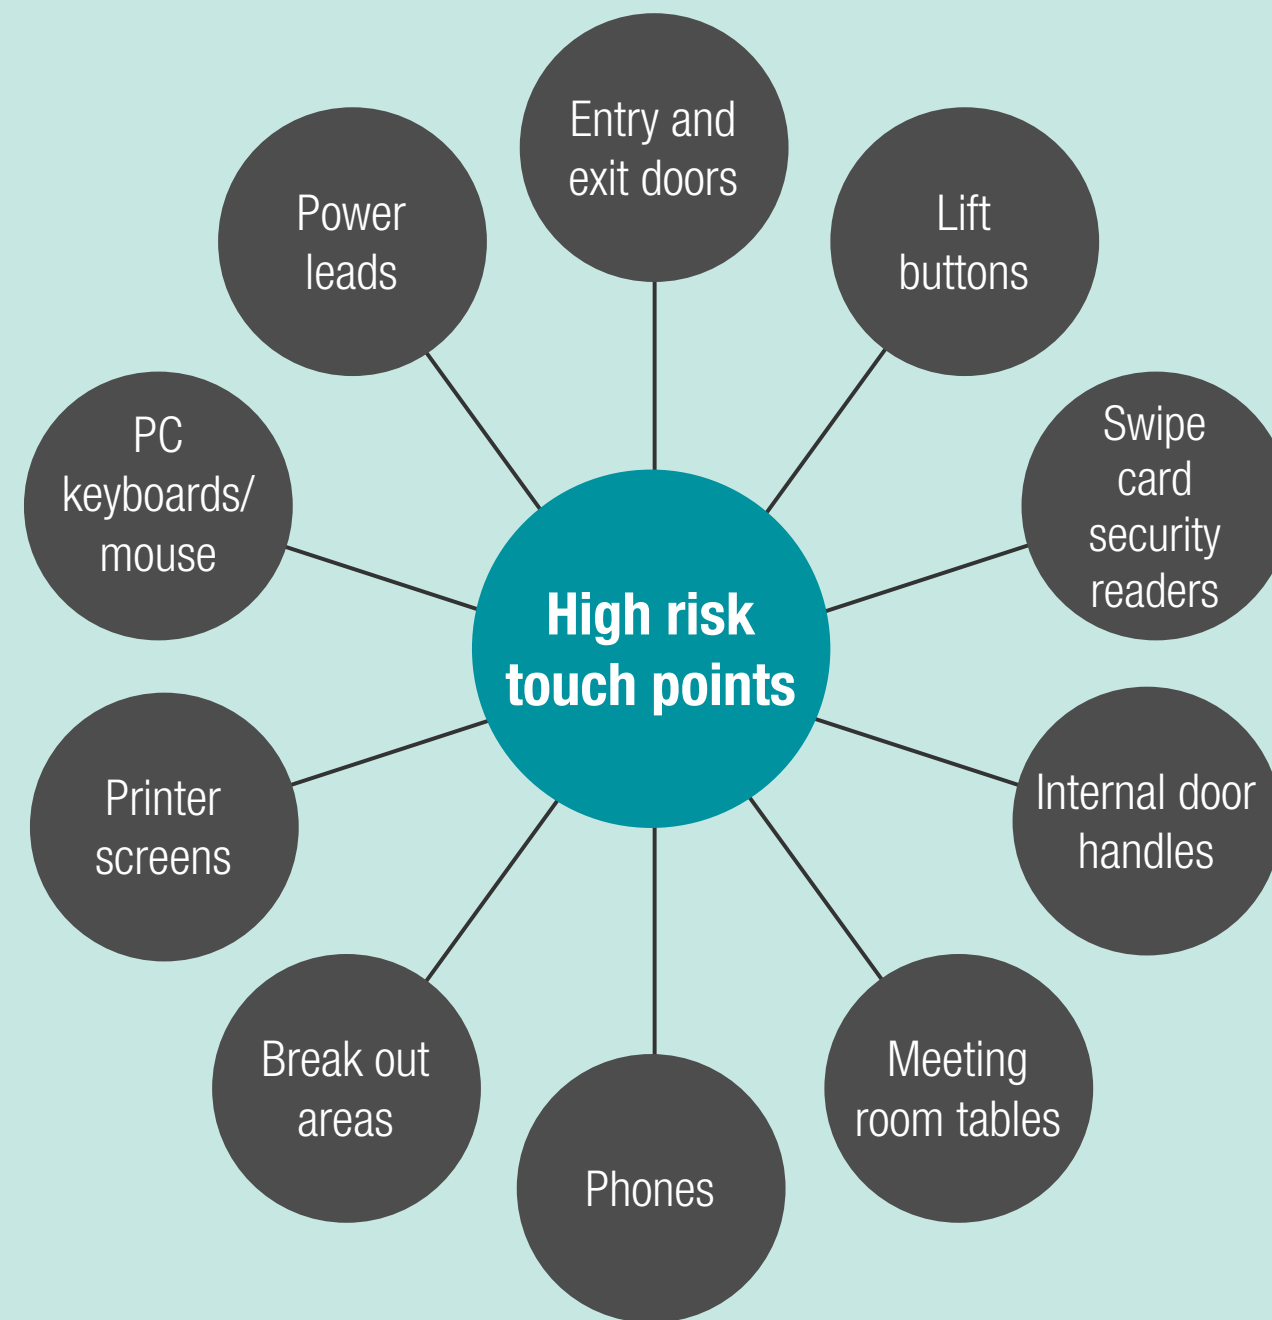 Entry and
exit doors
Lift
buttons
Swipe
card
security
readers
Internal door
handles
Meeting
room tables
Phones
Break out
areas
Printer
screens
PC
keyboards/
mouse
Power
leads
High risk
touch points